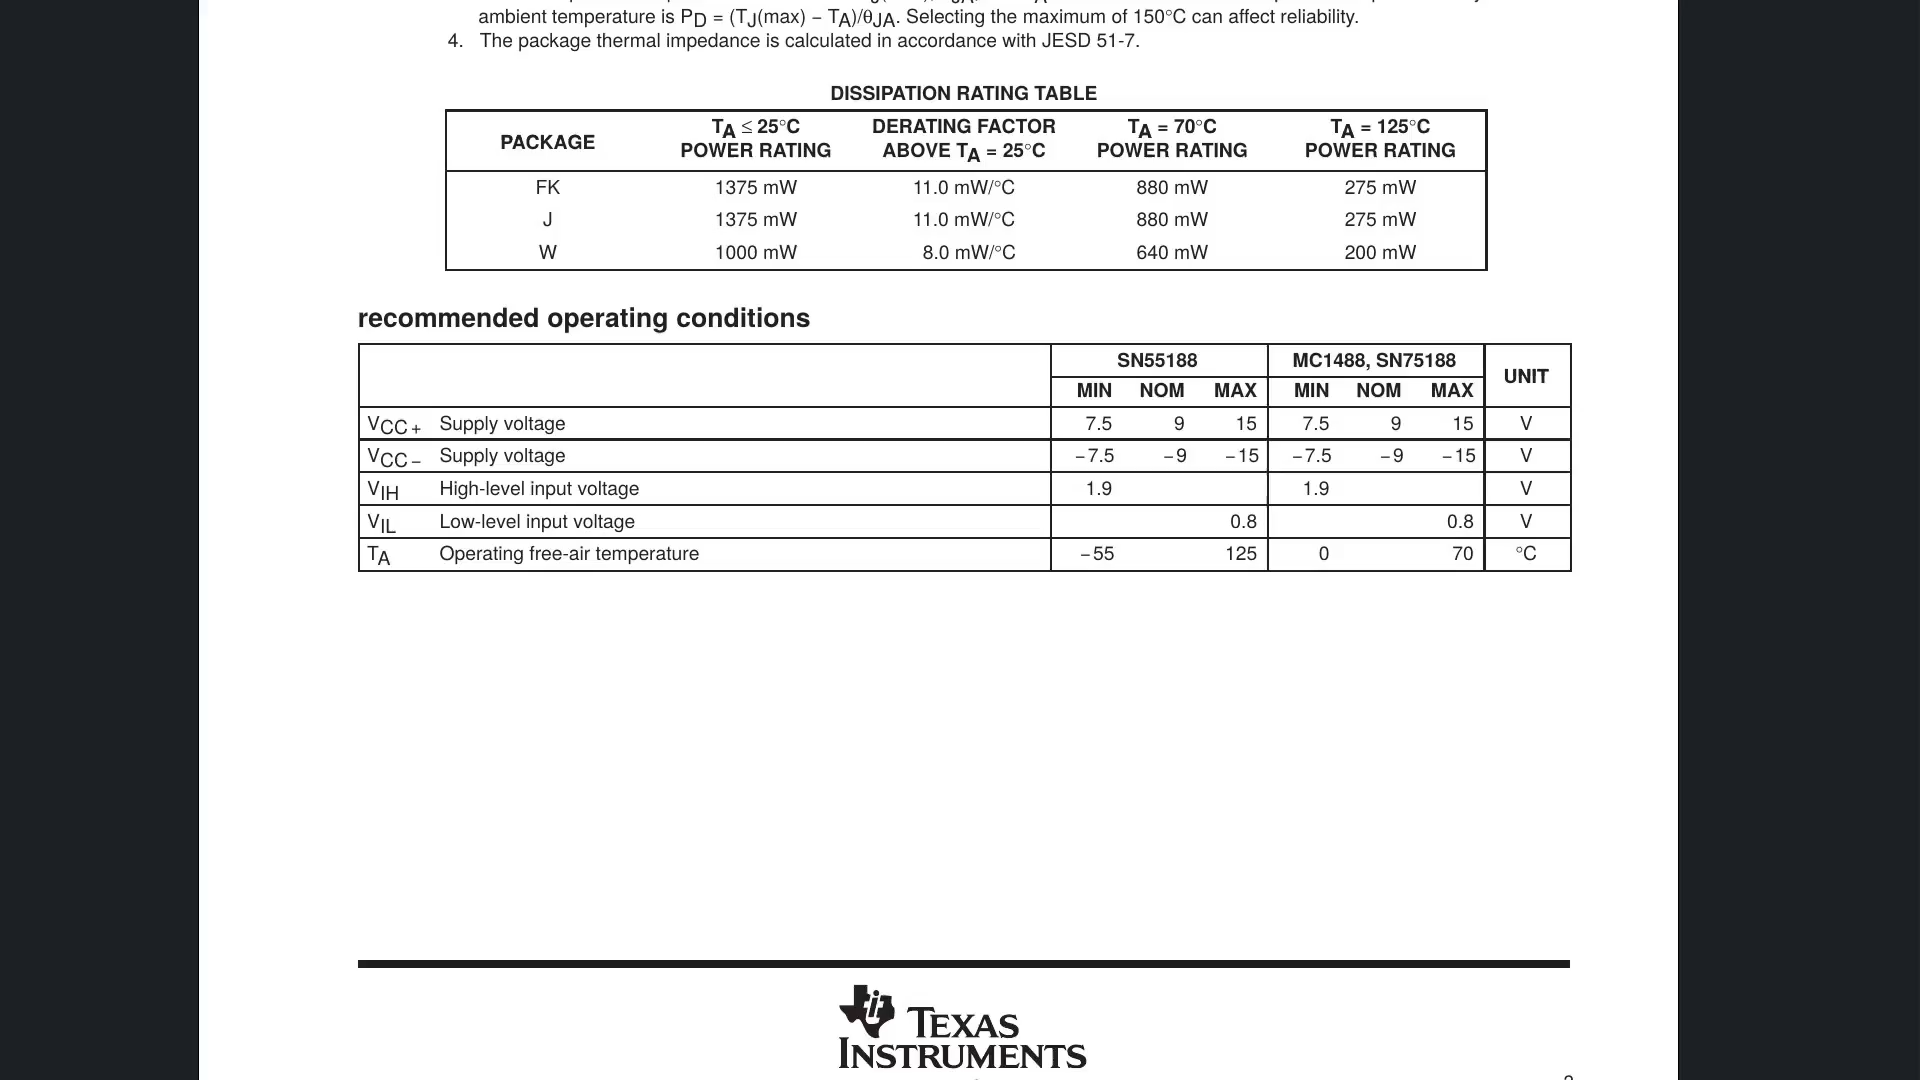 ambient temperature is PD = (TJ(max) − TA)/θJA. Selecting the maximum of 150°C can affect reliability.
4. The package thermal impedance is calculated in accordance with JESD 51-7.
DISSIPATION RATING TABLE
PACKAGE TA ≤ 25°C POWER RATING DERATING FACTOR ABOVE TA = 25°C TA = 70°C POWER RATING TA = 125°C POWER RATING
FK 1375 mW 11.0 mW/°C 880 mW 275 mW
J 1375 mW 11.0 mW/°C 880 mW 275 mW
W 1000 mW 8.0 mW/°C 640 mW 200 mW
recommended operating conditions
SN55188 MC1488, SN75188 UNIT
MIN NOM MAX MIN NOM MAX
VCC+ Supply voltage 7.5 9 15 7.5 9 15 V
VCC− Supply voltage −7.5 −9 −15 −7.5 −9 −15 V
VIH High-level input voltage 1.9 1.9 V
VIL Low-level input voltage 0.8 0.8 V
TA Operating free-air temperature −55 125 0 70 °C
TEXAS
INSTRUMENTS